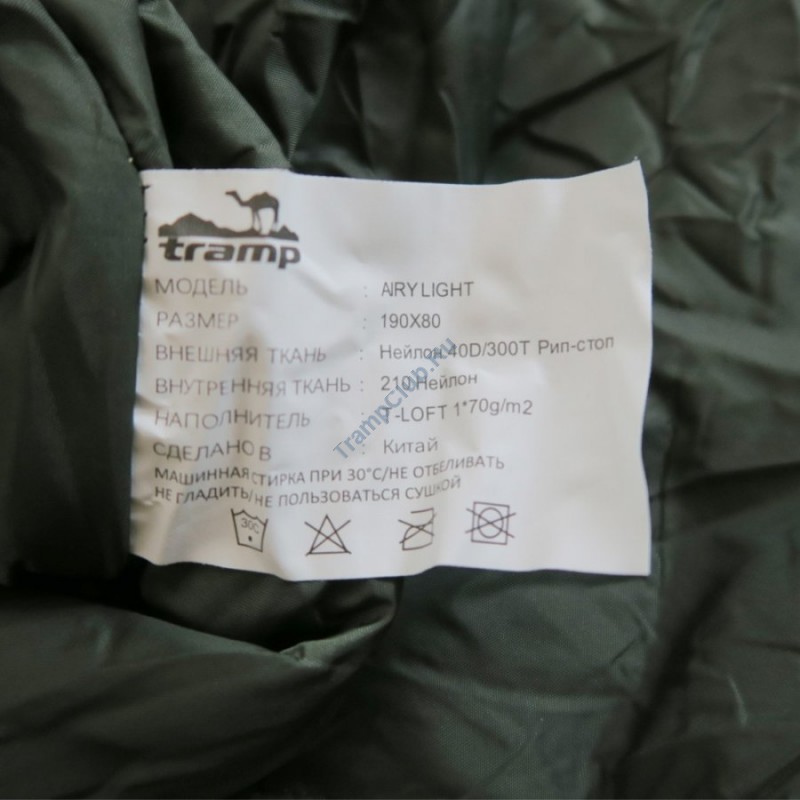 tramp
МОДЕЛЬ : AIRY LIGHT
РАЗМЕР : 190X80
ВНЕШНЯЯ ТКАНЬ : Нейлон 40D/300T Рип-стоп
ВНУТРЕННЯЯ ТКАНЬ : 210 Нейлон
НАПОЛНИТЕЛЬ : T-LOFT 1*70g/m2
СДЕЛАНО В : Китай
МАШИННАЯ СТИРКА ПРИ 30°C/НЕ ОТБЕЛИВАТЬ
НЕ ГЛАДИТЬ/НЕ ПОЛЬЗОВАТЬСЯ СУШКОЙ
30C
TrampClub.ru